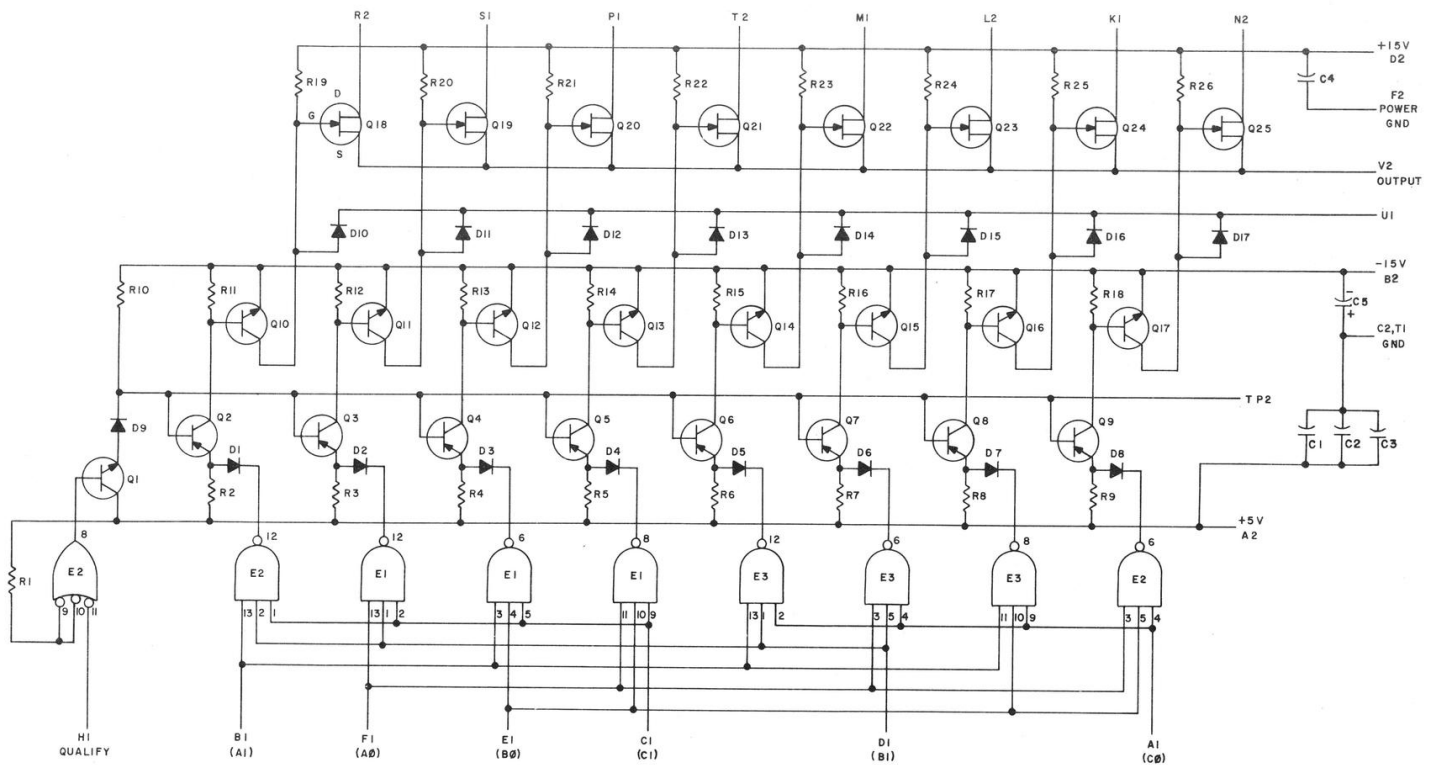 R2 S1 P1 T2 M1 L2 K1 N2
+15V
D2
R19 R20 R21 R22 R23 R24 R25 R26 C4
F2
POWER
GND
D
G Q18 Q19 Q20 Q21 Q22 Q23 Q24 Q25
S
V2
OUTPUT
U1
D10 D11 D12 D13 D14 D15 D16 D17
-15V
B2
R10 R11 R12 R13 R14 R15 R16 R17 R18
- C5
+
Q10 Q11 Q12 Q13 Q14 Q15 Q16 Q17
C2,T1
GND
TP2
D9 Q2 Q3 Q4 Q5 Q6 Q7 Q8 Q9
C1 C2 C3
D1 D2 D3 D4 D5 D6 D7 D8
Q1
R2 R3 R4 R5 R6 R7 R8 R9
+5V
A2
8 12 12 6 8 12 6 8 6
R1 E2 E2 E1 E1 E1 E3 E3 E3 E2
9 10 11 13 2 1 13 1 2 3 4 5 11 10 9 13 1 2 3 5 4 11 10 9 3 5 4
H1
QUALIFY
B1
(A1)
F1
(AØ)
E1
(BØ)
C1
(C1)
D1
(B1)
A1
(CØ)